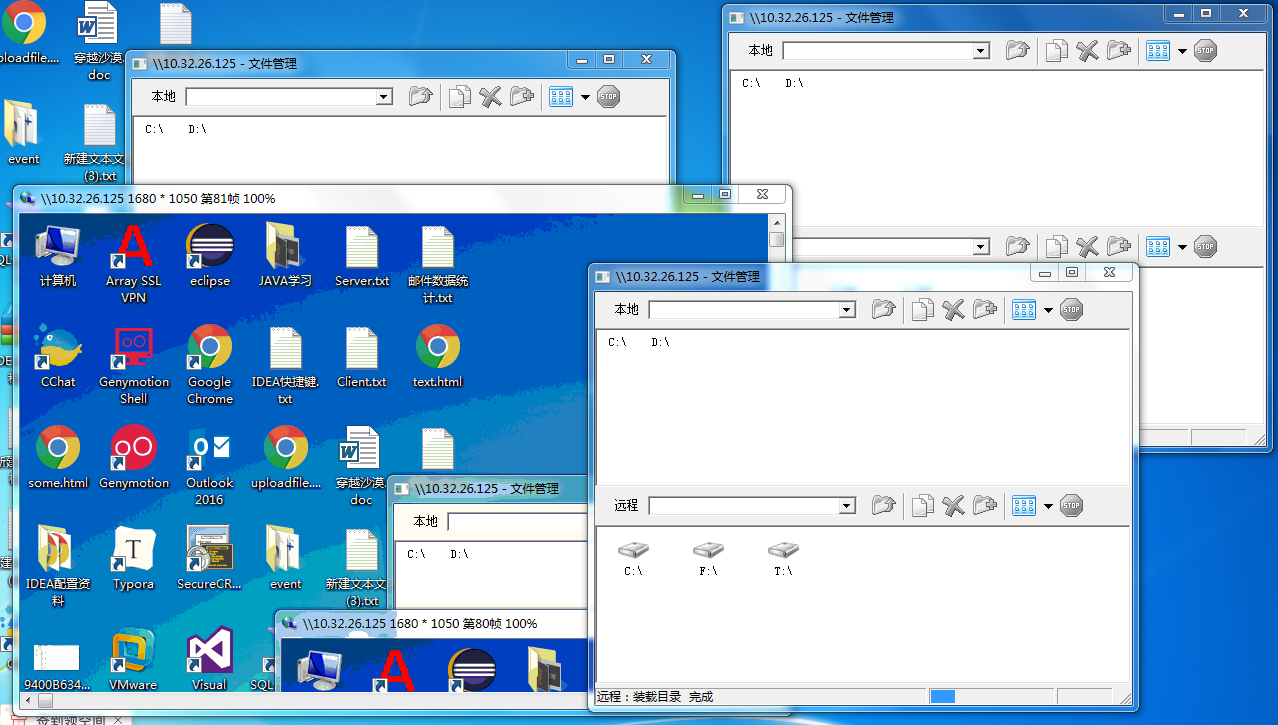 ploadfile....
穿越沙漠.
doc
event
新建文本文
(3).txt
\\10.32.26.125 - 文件管理
本地
STOP
C:\ D:\
\\10.32.26.125 - 文件管理
本地
STOP
C:\ D:\
STOP
\\10.32.26.125 1680 * 1050 第81帧 100%
计算机
Array SSL
VPN
eclipse
JAVA学习
Server.txt
邮件数据统
计.txt
CChat
Genymotion
Shell
Google
Chrome
IDEA快捷键.
txt
Client.txt
text.html
some.html
Genymotion
Outlook
2016
uploadfile....
穿越沙漠.
doc
IDEA配置资
料
Typora
SecureCR...
event
新建文本文
(3).txt
9400B634...
VMware
Visual
SQL
\\10.32.26.125 - 文件管理
本地
C:\ D:\
\\10.32.26.125 1680 * 1050 第80帧 100%
\\10.32.26.125 - 文件管理
本地
STOP
C:\ D:\
远程
STOP
C:\ F:\ T:\
远程：装载目录 完成
签到领空间